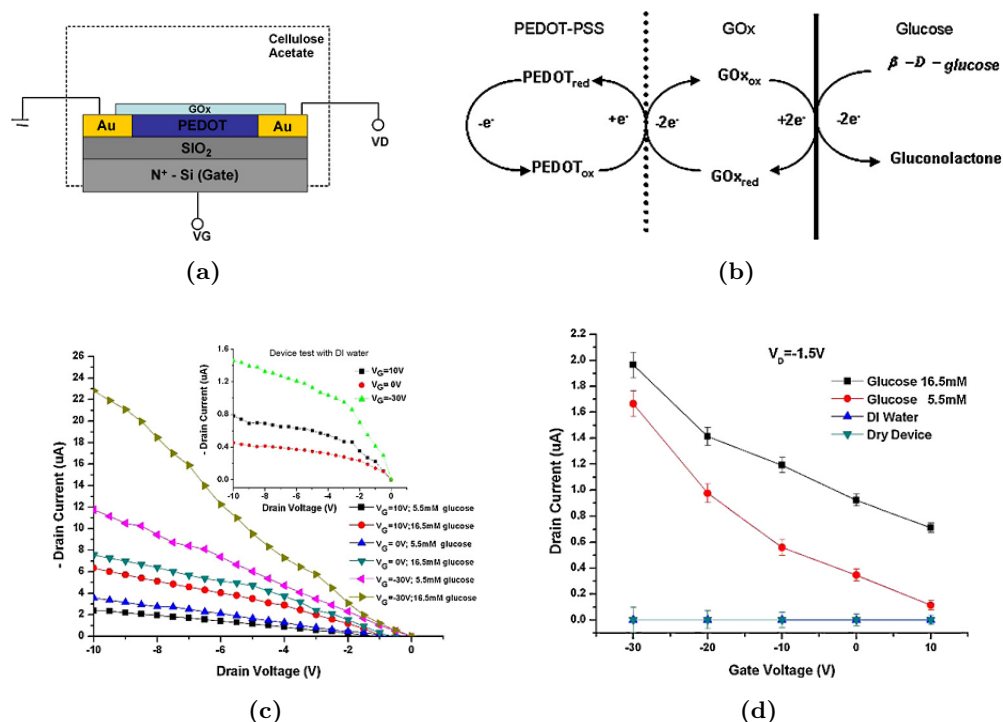 Cellulose
Acetate
GOx
Au
PEDOT
Au
SIO₂
N⁺ - Si (Gate)
VD
VG
(a)
PEDOT-PSS
GOx
Glucose
PEDOTred
GOxox
β -D - glucose
-e⁻
+e⁻
-2e⁻
+2e⁻
-2e⁻
PEDOTox
GOxred
Gluconolactone
(b)
- Drain Current (uA)
26
24
22
20
18
16
14
12
10
8
6
4
2
0
-10
-8
-6
-4
-2
0
Drain Voltage (V)
Device test with DI water
- Drain Current (uA)
1.6
1.2
0.8
0.4
0.0
VG=10V
VG= 0V
VG=-30V
-10 -9 -8 -7 -6 -5 -4 -3 -2 -1 0
Drain Voltage (V)
VG=10V; 5.5mM glucose
VG=10V;16.5mM glucose
VG= 0V; 5.5mM glucose
VG= 0V; 16.5mM glucose
VG=-30V; 5.5mM glucose
VG=-30V;16.5mM glucose
(c)
Drain Current (uA)
2.2
2.0
1.8
1.6
1.4
1.2
1.0
0.8
0.6
0.4
0.2
0.0
VD=-1.5V
Glucose 16.5mM
Glucose 5.5mM
DI Water
Dry Device
-30
-20
-10
0
10
Gate Voltage (V)
(d)